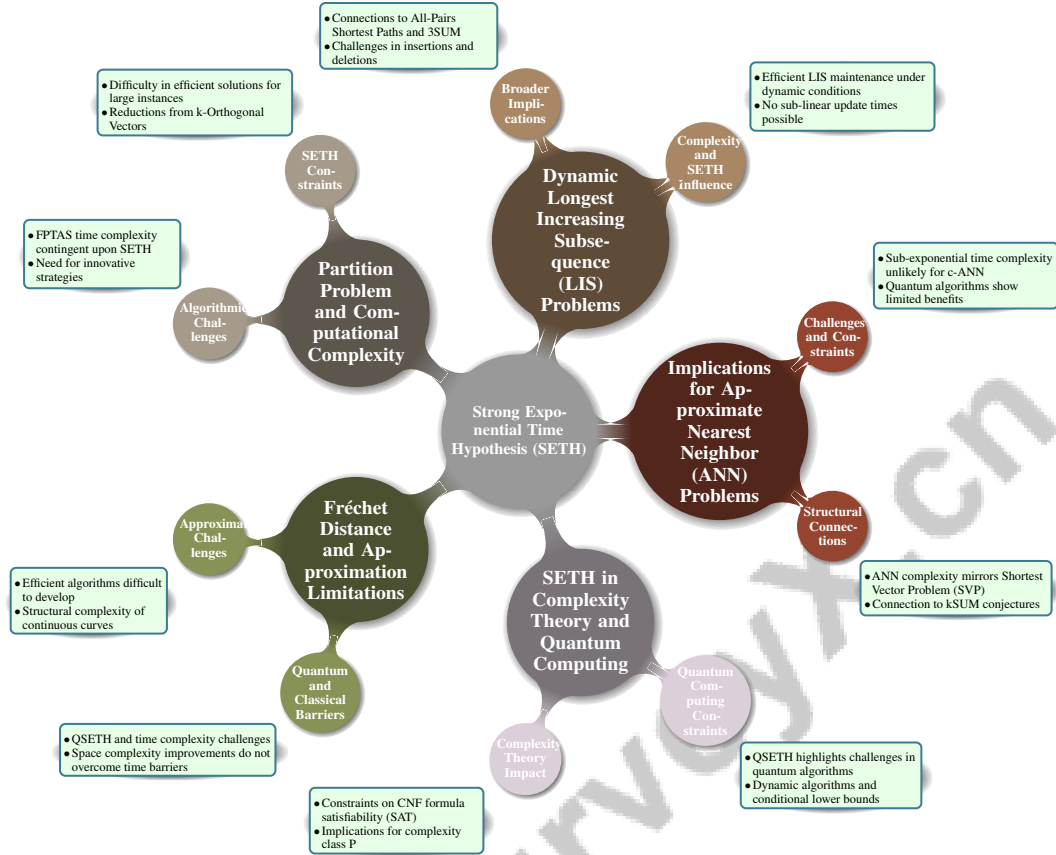 • Connections to All-Pairs
Shortest Paths and 3SUM
• Challenges in insertions and
deletions
• Difficulty in efficient solutions for
large instances
• Reductions from k-Orthogonal
Vectors
• Efficient LIS maintenance under
dynamic conditions
• No sub-linear update times
possible
Broader
Impli-
cations
Complexity
and
SETH
Influence
SETH
Con-
straints
Dynamic
Longest
Increasing
Subse-
quence
(LIS)
Problems
• FPTAS time complexity
contingent upon SETH
• Need for innovative
strategies
Partition
Problem
and Com-
putational
Complexity
• Sub-exponential time complexity
unlikely for c-ANN
• Quantum algorithms show
limited benefits
Algorithmic
Chal-
lenges
Challenges
and Con-
straints
Strong Expo-
nential Time
Hypothesis (SETH)
Implications
for Ap-
proximate
Nearest
Neighbor
(ANN)
Problems
Approximat
Chal-
lenges
Fréchet
Distance
and Ap-
proximation
Limitations
Structural
Connec-
tions
• Efficient algorithms difficult
to develop
• Structural complexity of
continuous curves
SETH in
Complexity
Theory and
Quantum
Computing
• ANN complexity mirrors Shortest
Vector Problem (SVP)
• Connection to kSUM conjectures
Quantum
and
Classical
Barriers
Quantum
Com-
puting
Con-
straints
• QSETH and time complexity challenges
• Space complexity improvements do not
overcome time barriers
Complexity
Theory
Impact
• QSETH highlights challenges in
quantum algorithms
• Dynamic algorithms and
conditional lower bounds
• Constraints on CNF formula
satisfiability (SAT)
• Implications for complexity
class P